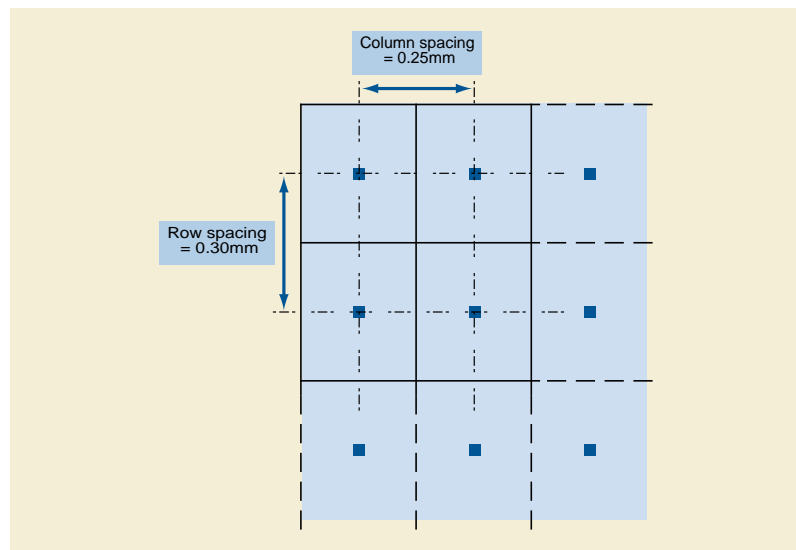 Column spacing
= 0.25mm
Row spacing
= 0.30mm